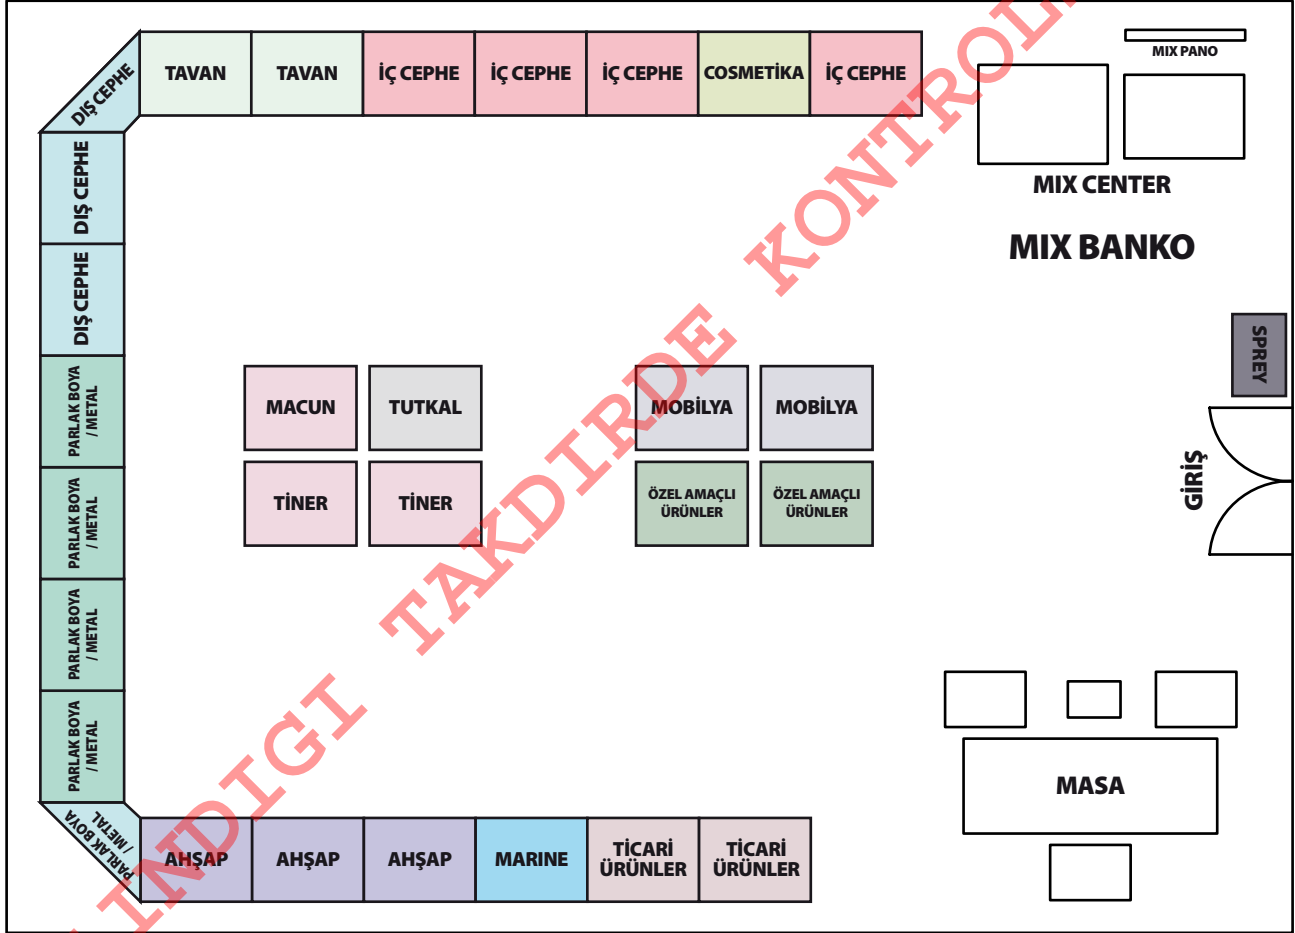 DIŞ CEPHE
TAVAN
TAVAN
İÇ CEPHE
İÇ CEPHE
İÇ CEPHE
COSMETİKA
İÇ CEPHE
MIX PANO
MIX CENTER
MIX BANKO
DIŞ CEPHE
DIŞ CEPHE
SPREY
GİRİŞ
PARLAK BOYA
/ METAL
PARLAK BOYA
/ METAL
PARLAK BOYA
/ METAL
PARLAK BOYA
/ METAL
PARLAK BOYA
/ METAL
MACUN
TUTKAL
MOBİLYA
MOBİLYA
TİNER
TİNER
ÖZEL AMAÇLI
ÜRÜNLER
ÖZEL AMAÇLI
ÜRÜNLER
MASA
AHŞAP
AHŞAP
AHŞAP
MARINE
TİCARİ
ÜRÜNLER
TİCARİ
ÜRÜNLER
TAKDIRDE